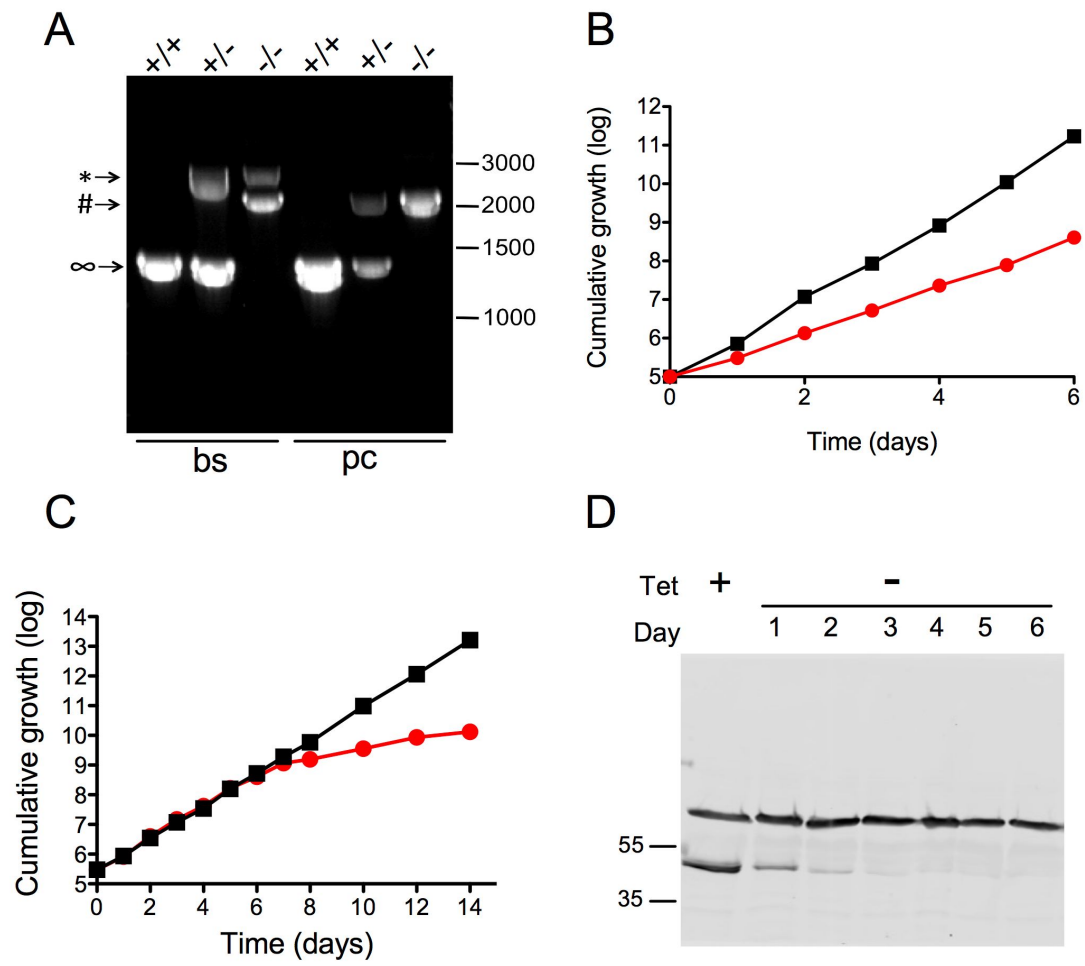 A
+/+ +/- -/- +/+ +/- -/-
*→
#→
∞→
3000
2000
1500
1000
bs pc
B
Cumulative growth (log)
12
11
10
9
8
7
6
5
0 2 4 6
Time (days)
C
Cumulative growth (log)
14
13
12
11
10
9
8
7
6
5
0 2 4 6 8 10 12 14
Time (days)
D
Tet + -
Day 1 2 3 4 5 6
55
35